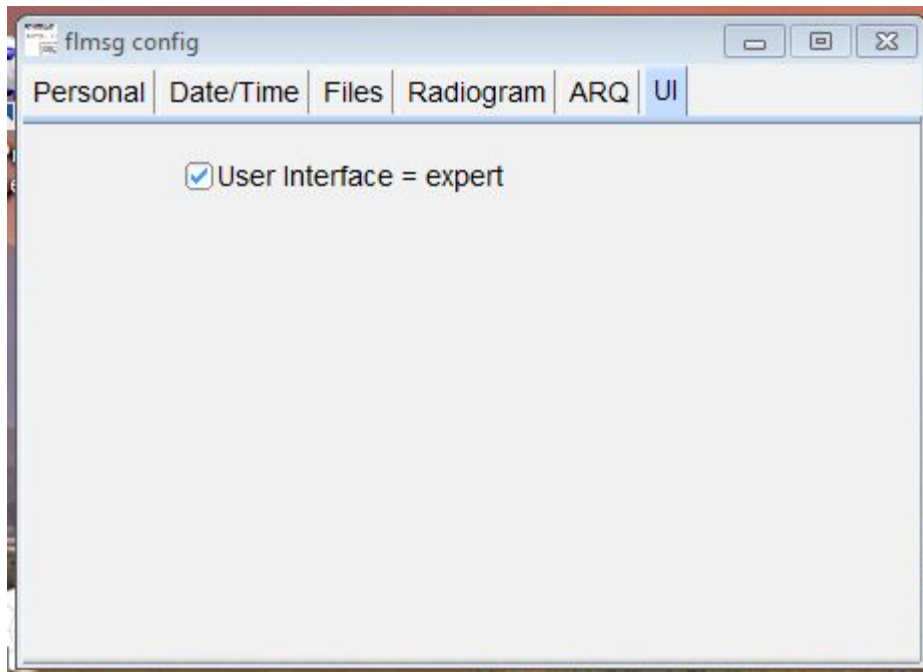 flmsg config
Personal Date/Time Files Radiogram ARQ UI
User Interface = expert